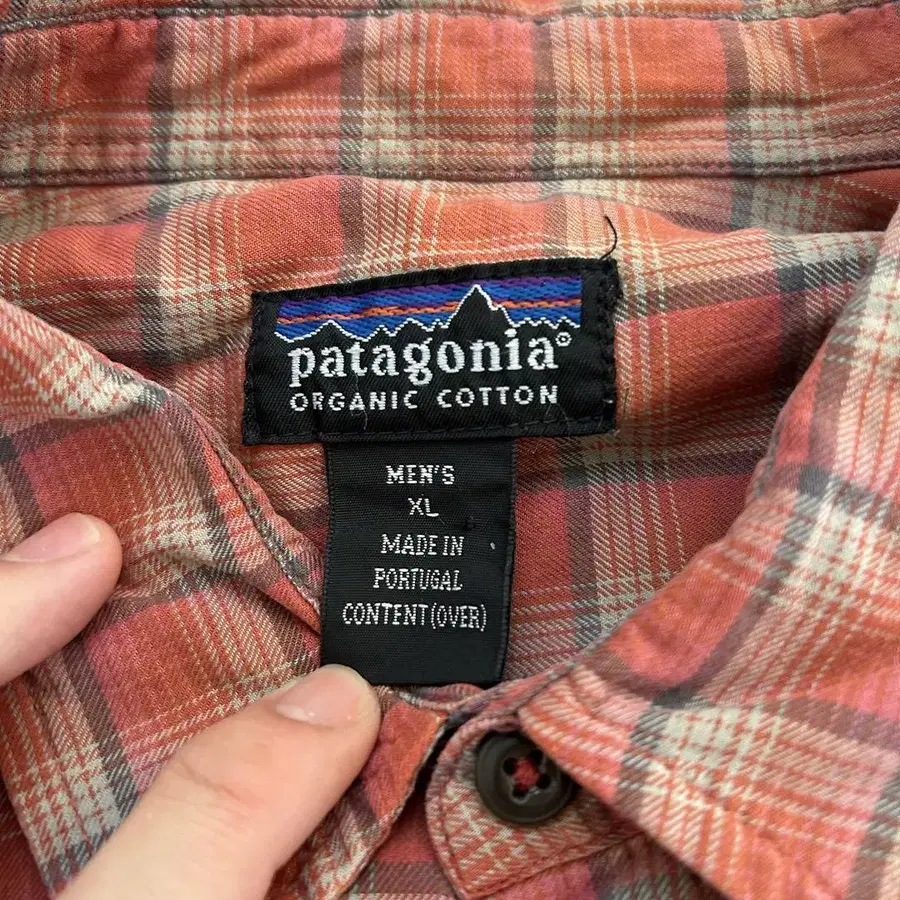 patagonia®
ORGANIC COTTON
MEN'S
XL
MADE IN
PORTUGAL
CONTENT(OVER)